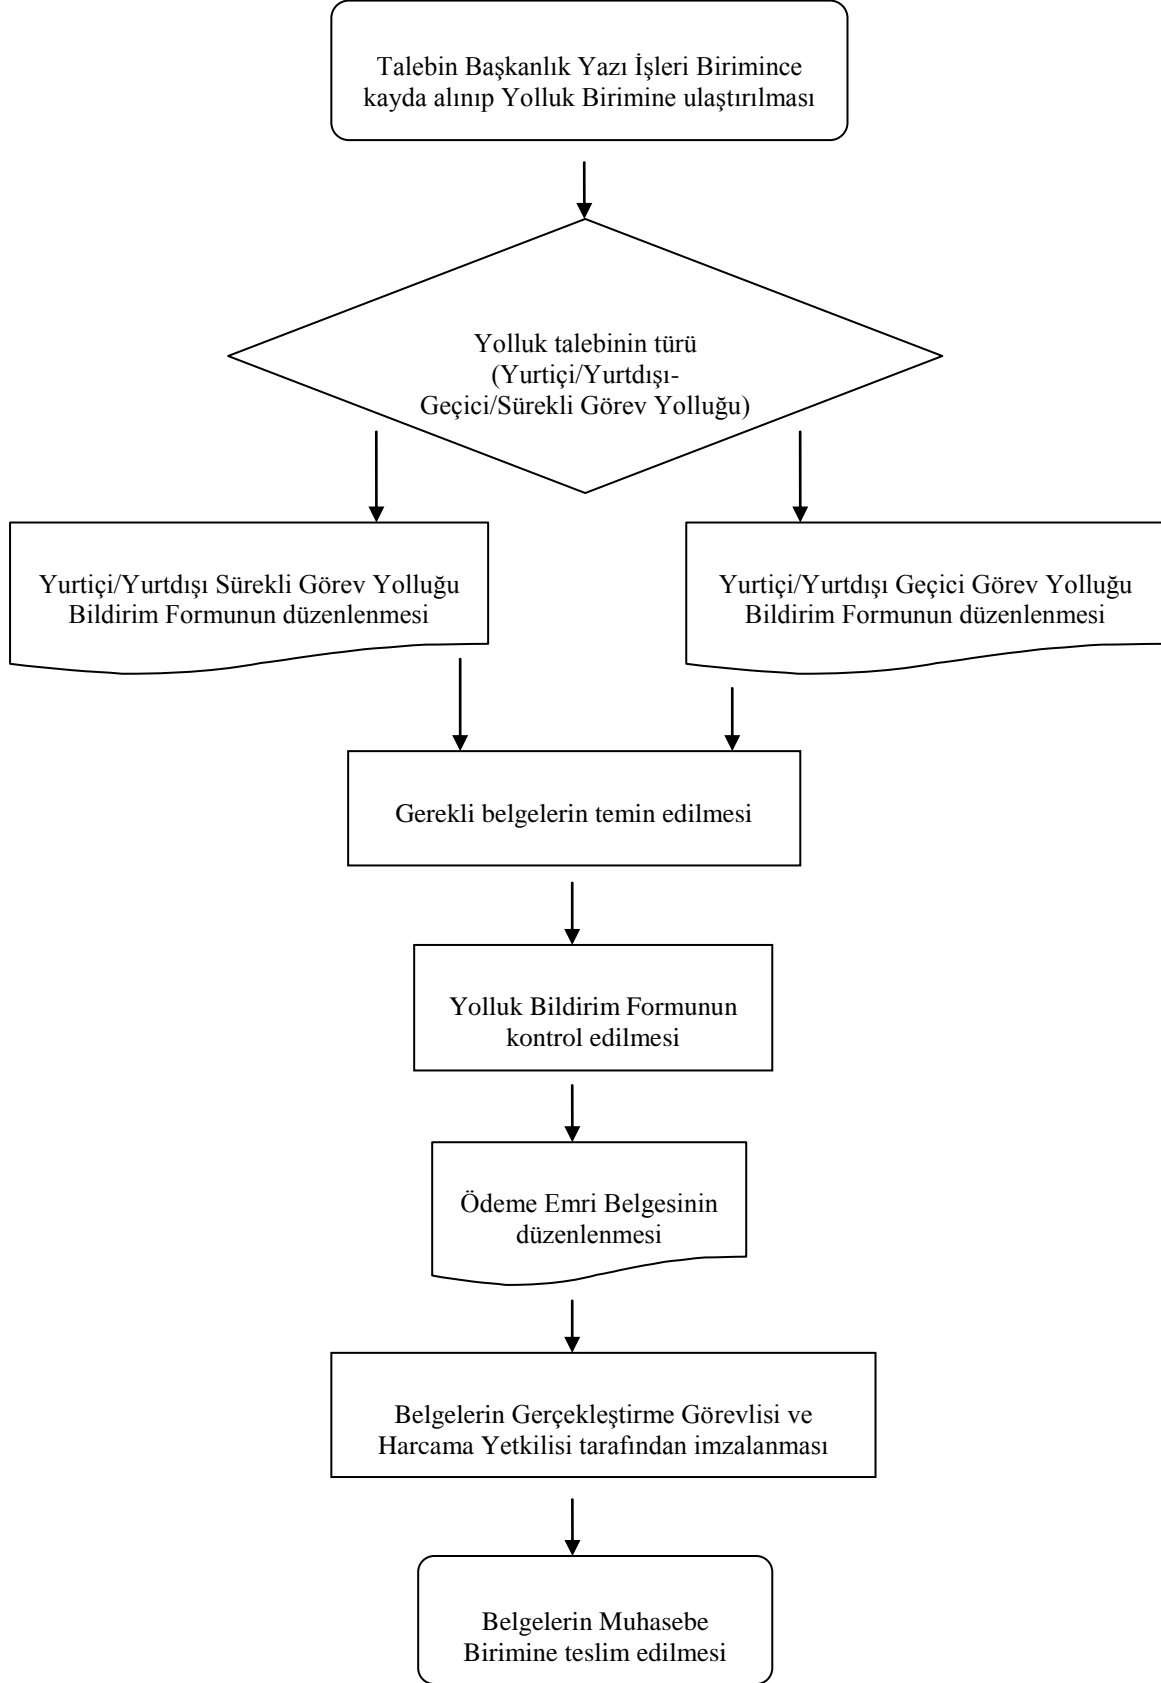 Talebin Başkanlık Yazı İşleri Birimince
kayda alınıp Yolluk Birimine ulaştırılması
Yolluk talebinin türü
(Yurtiçi/Yurtdışı-
Geçici/Sürekli Görev Yolluğu)
Yurtiçi/Yurtdışı Sürekli Görev Yolluğu
Bildirim Formunun düzenlenmesi
Yurtiçi/Yurtdışı Geçici Görev Yolluğu
Bildirim Formunun düzenlenmesi
Gerekli belgelerin temin edilmesi
Yolluk Bildirim Formunun
kontrol edilmesi
Ödeme Emri Belgesinin
düzenlenmesi
Belgelerin Gerçekleştirme Görevlisi ve
Harcama Yetkilisi tarafından imzalanması
Belgelerin Muhasebe
Birimine teslim edilmesi